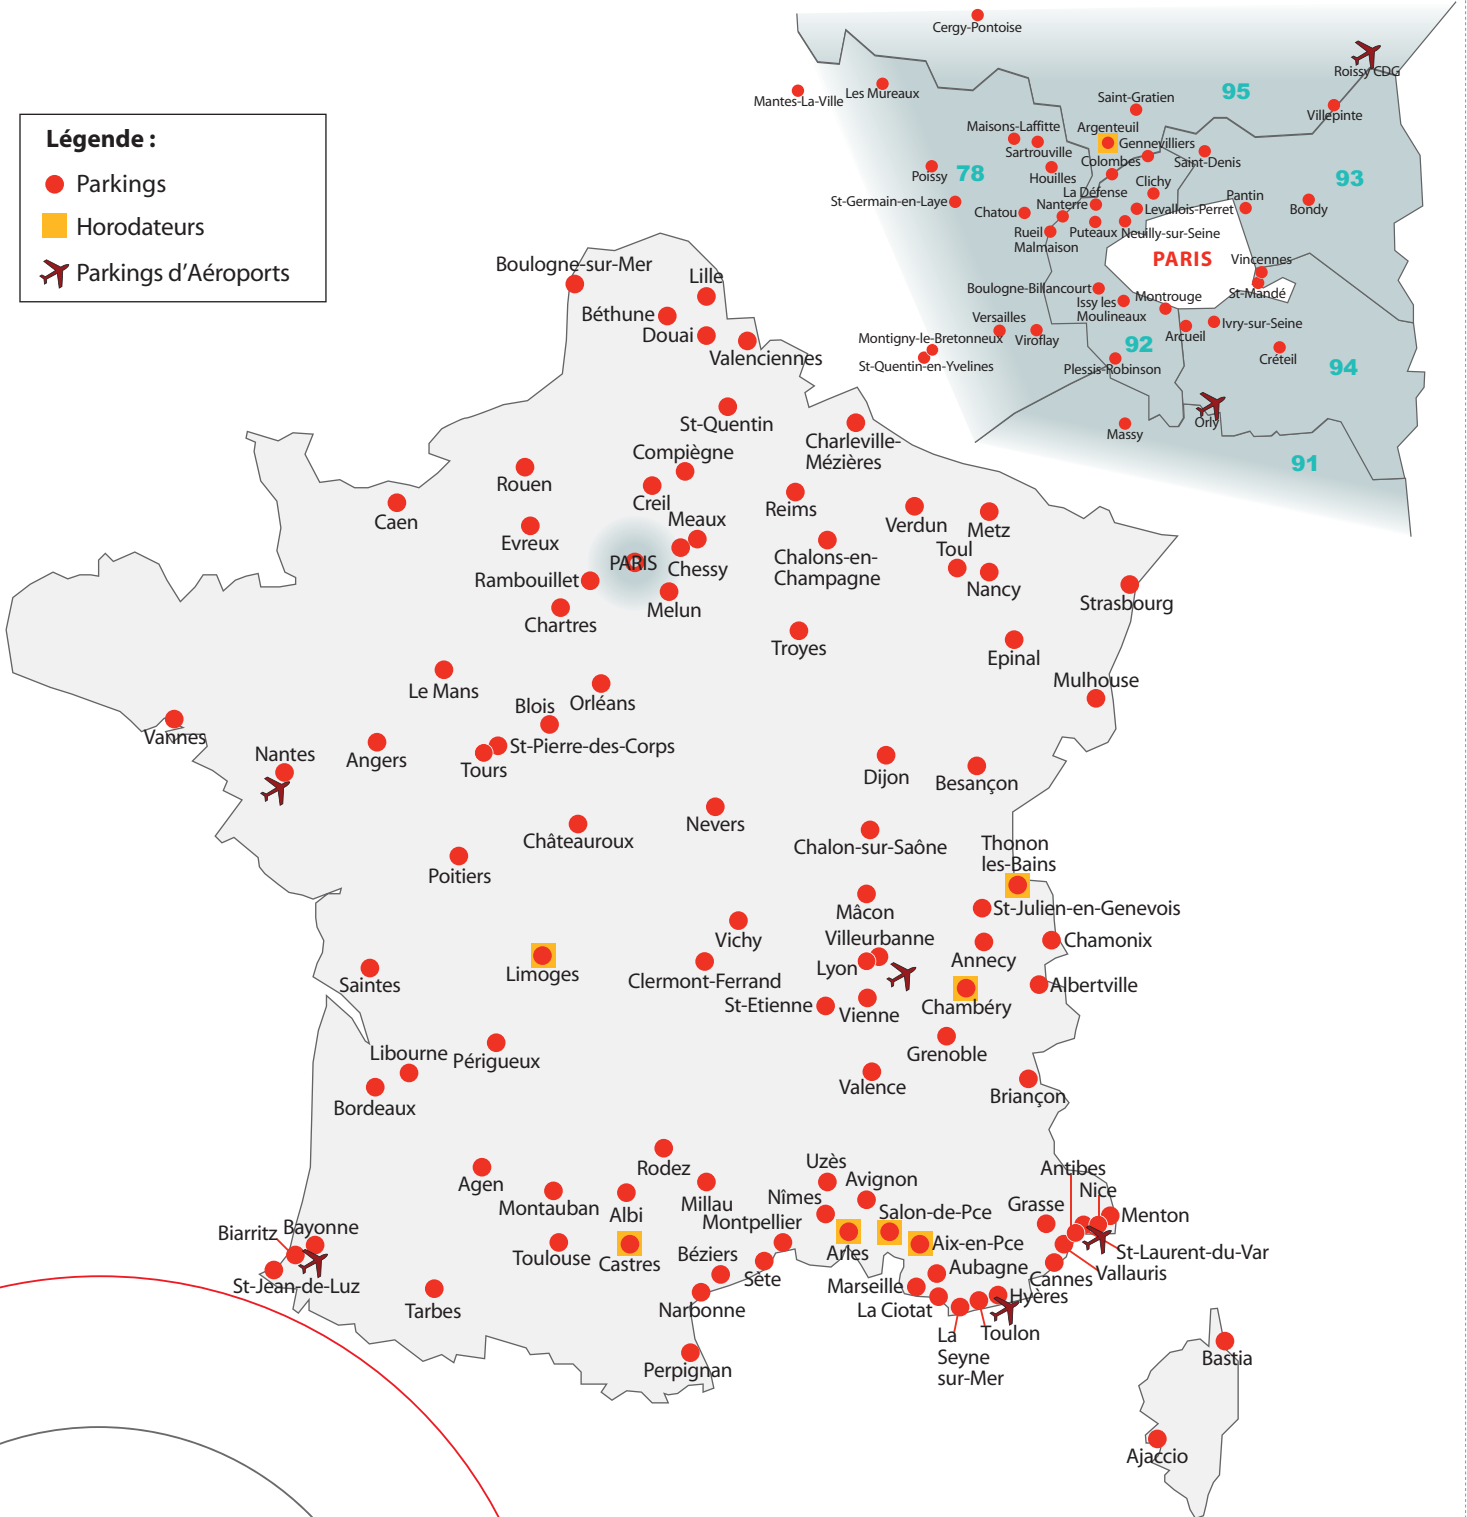 Légende :
Parkings
Horodateurs
Parkings d'Aéroports
Cergy-Pontoise
Roissy CDG
Mantes-La-Ville
Les Mureaux
95
Saint-Gratien
Villepinte
Maisons-Laffitte
Argenteuil
Sartrouville
Gennevilliers
Colombes
Saint-Denis
Poissy
78
Houilles
93
La Défense
Clichy
St-Germain-en-Laye
Chatou
Nanterre
Levallois-Perret
Pantin
Bondy
Rueil
Malmaison
Puteaux
Neuilly-sur-Seine
PARIS
Vincennes
Boulogne-Billancourt
St-Mandé
Issy les
Moulineaux
Montrouge
Versailles
Viroflay
Arcueil
Ivry-sur-Seine
Montigny-le-Bretonneux
92
Créteil
St-Quentin-en-Yvelines
Plessis-Robinson
94
Orly
Massy
91
Boulogne-sur-Mer
Lille
Béthune
Douai
Valenciennes
St-Quentin
Charleville-
Mézières
Compiègne
Rouen
Creil
Reims
Caen
Meaux
Verdun
Metz
Evreux
Toul
Chalons-en-
Champagne
PARIS
Chessy
Rambouillet
Nancy
Melun
Strasbourg
Chartres
Troyes
Epinal
Mulhouse
Le Mans
Orléans
Blois
Vannes
Nantes
Angers
St-Pierre-des-Corps
Tours
Dijon
Besançon
Nevers
Châteauroux
Chalon-sur-Saône
Thonon
les-Bains
Poitiers
Mâcon
St-Julien-en-Genevois
Vichy
Villeurbanne
Chamonix
Annecy
Limoges
Lyon
Clermont-Ferrand
Saintes
Albertville
St-Etienne
Vienne
Chambéry
Libourne
Périgueux
Grenoble
Valence
Briançon
Bordeaux
Rodez
Uzès
Antibes
Agen
Avignon
Nice
Montauban
Albi
Millau
Nîmes
Grasse
Salon-de-Pce
Menton
Montpellier
Biarritz
Bayonne
Arles
Aix-en-Pce
Toulouse
Castres
Béziers
St-Laurent-du-Var
Aubagne
Vallauris
Sète
Cannes
St-Jean-de-Luz
Marseille
Hyères
Tarbes
Narbonne
La Ciotat
La
Seyne
sur-Mer
Toulon
Perpignan
Bastia
Ajaccio